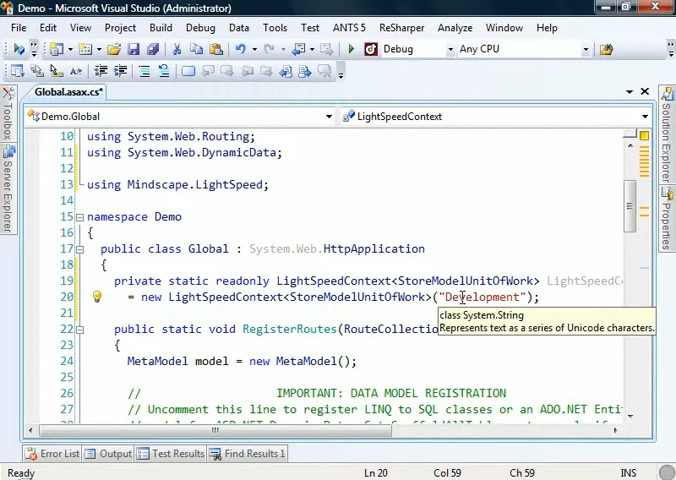 Demo - Microsoft Visual Studio (Administrator)
File Edit View Project Build Debug Data Tools Test ANTS 5 ReSharper Analyze Window Help
Debug Any CPU
Global.asax.cs*
Demo.Global LightSpeedContext
Toolbox
Server Explorer
Solution Explorer
Properties
10 using System.Web.Routing;
11 using System.Web.DynamicData;
12
13 using Mindscape.LightSpeed;
14
15 namespace Demo
16 {
17 public class Global : System.Web.HttpApplication
18 {
19 private static readonly LightSpeedContext<StoreModelUnitOfWork> LightSpeedCo
20 = new LightSpeedContext<StoreModelUnitOfWork>("Development");
21
class System.String
Represents text as a series of Unicode characters.
22 public static void RegisterRoutes(RouteCollectio
23 {
24 MetaModel model = new MetaModel();
25
26 // IMPORTANT: DATA MODEL REGISTRATION
27 // Uncomment this line to register LINQ to SQL classes or an ADO.NET Entit
Error List Output Test Results Find Results 1
Ready Ln 20 Col 59 Ch 59 INS